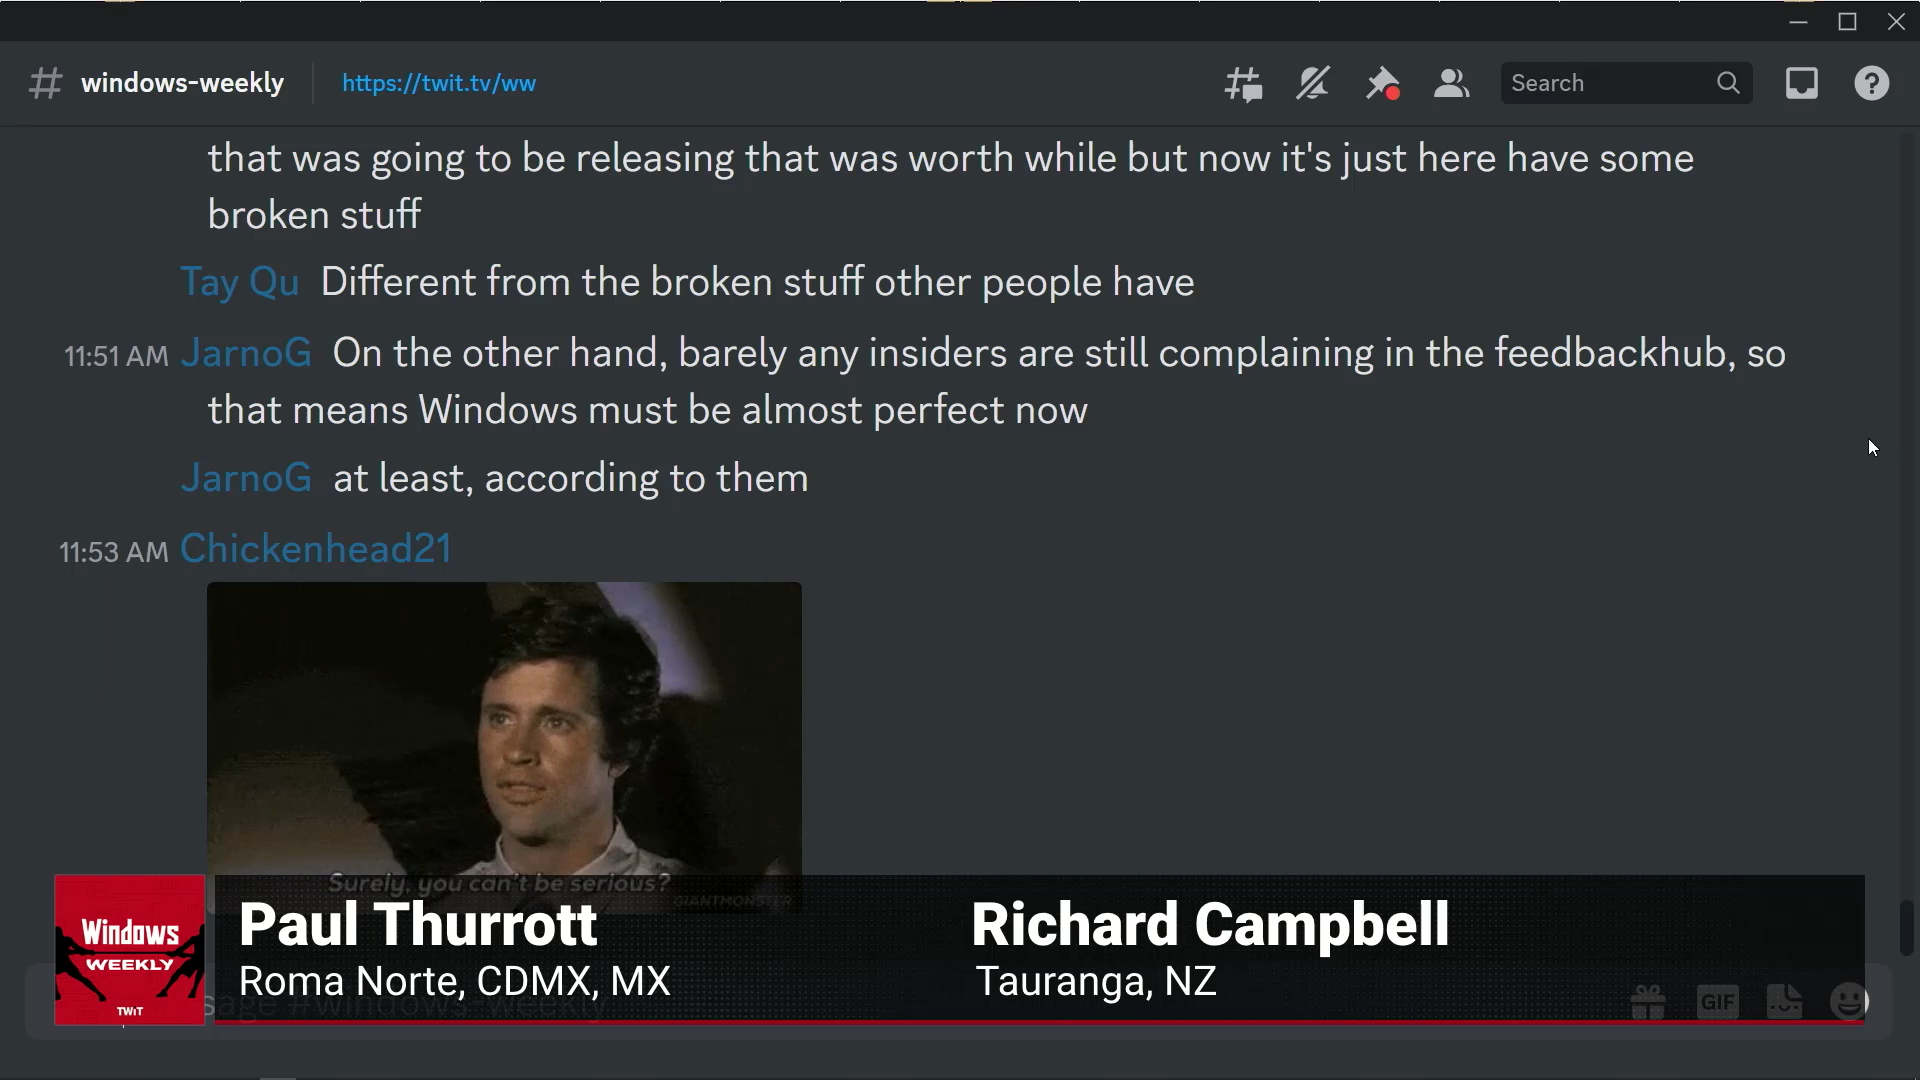 windows-weekly
https://twit.tv/ww
Search
that was going to be releasing that was worth while but now it's just here have some
broken stuff
Tay Qu Different from the broken stuff other people have
11:51 AM JarnoG On the other hand, barely any insiders are still complaining in the feedbackhub, so
that means Windows must be almost perfect now
JarnoG at least, according to them
11:53 AM Chickenhead21
Surely, you can't be serious?
GIANTMONSTER
Windows
WEEKLY
TWiT
Paul Thurrott
Roma Norte, CDMX, MX
Richard Campbell
Tauranga, NZ
sage #windows-weekly
GIF